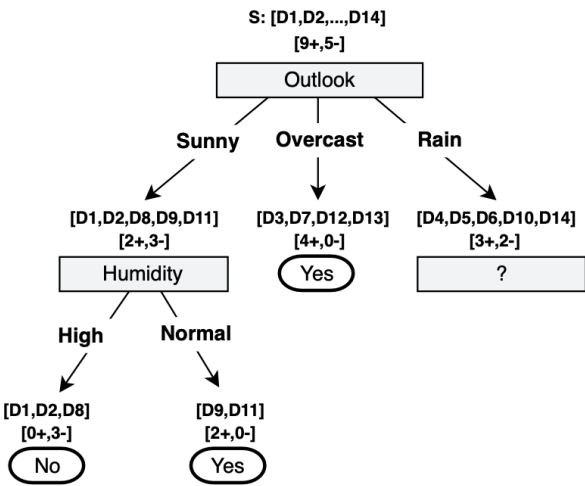 S: [D1,D2,...,D14]
[9+,5-]
Outlook
Sunny
Overcast
Rain
[D1,D2,D8,D9,D11]
[2+,3-]
Humidity
[D3,D7,D12,D13]
[4+,0-]
Yes
[D4,D5,D6,D10,D14]
[3+,2-]
?
High
Normal
[D1,D2,D8]
[0+,3-]
No
[D9,D11]
[2+,0-]
Yes